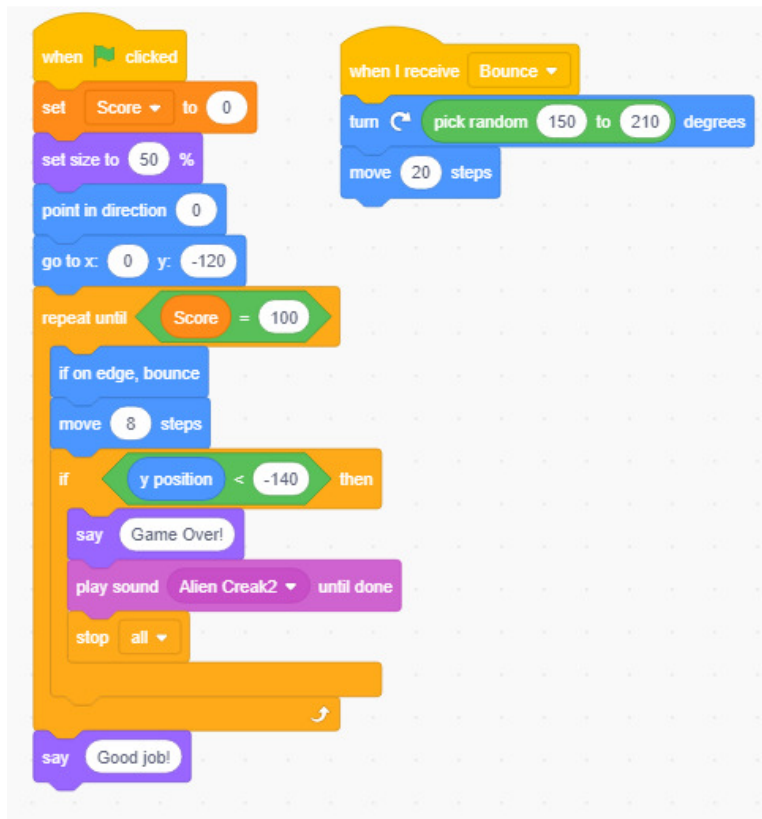 when clicked
set Score to 0
set size to 50 %
point in direction 0
go to x: 0 y: -120
repeat until Score = 100
if on edge, bounce
move 8 steps
if y position < -140 then
say Game Over!
play sound Alien Creak2 until done
stop all
say Good job!
when I receive Bounce
turn pick random 150 to 210 degrees
move 20 steps